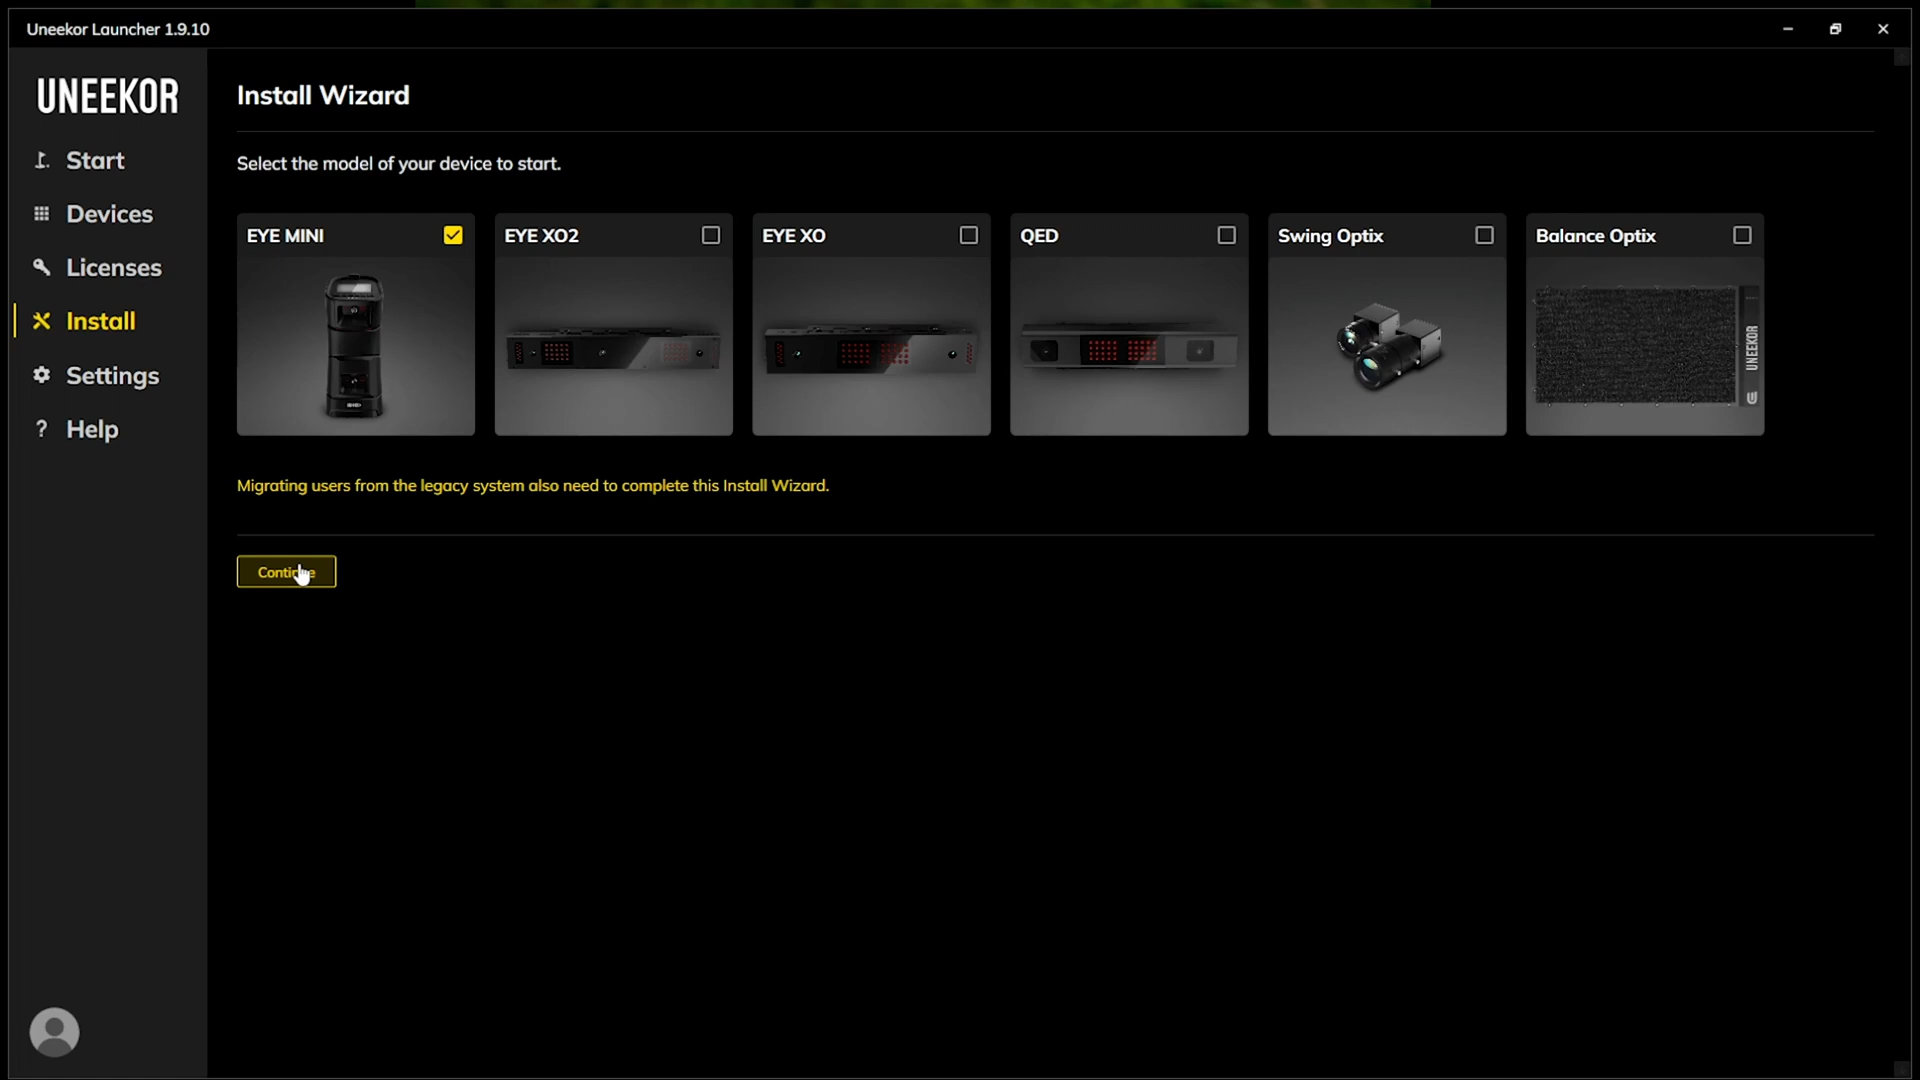 Uneekor Launcher 1.9.10
UNEEKOR
Start
Devices
Licenses
Install
Settings
Help
Install Wizard
Select the model of your device to start.
EYE MINI
EYE XO2
EYE XO
QED
Swing Optix
Balance Optix
UNEEKOR
Migrating users from the legacy system also need to complete this Install Wizard.
Continue